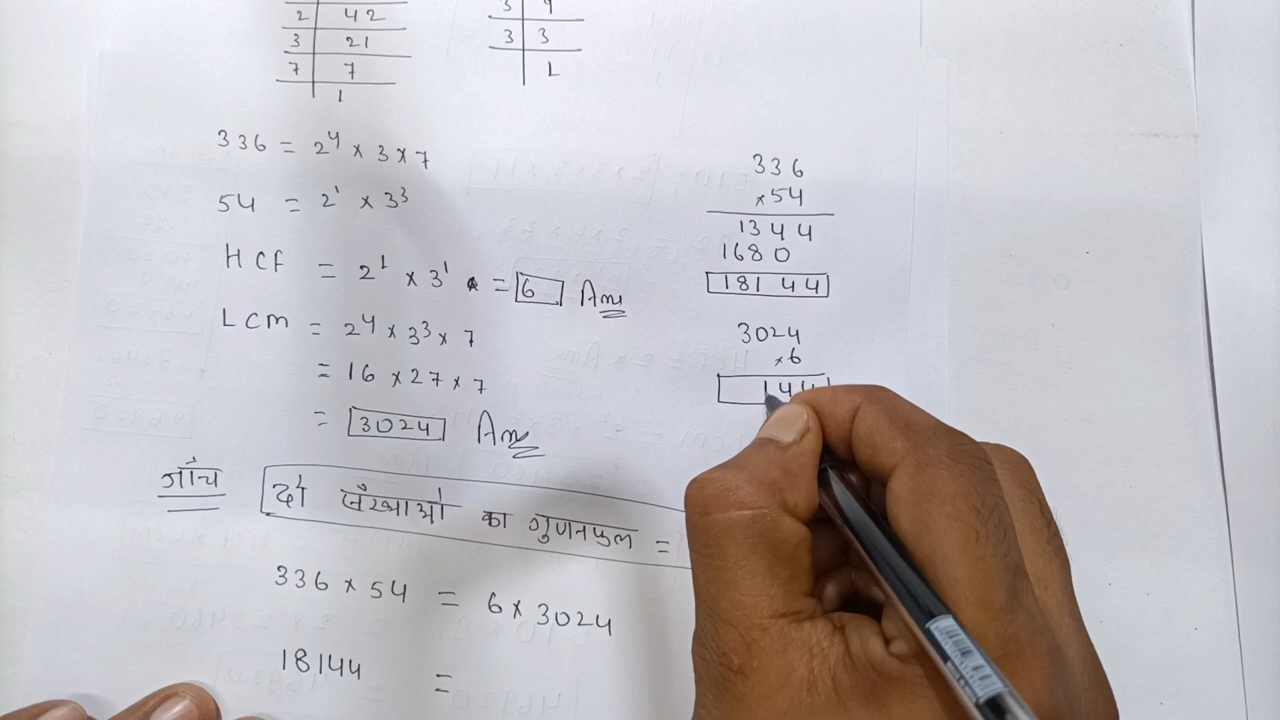 2 | 42
3 | 21
7 | 7
1
3 | 9
3 | 3
1
336 = 2⁴ × 3 × 7
54 = 2¹ × 3³
HCF = 2¹ × 3¹ = 6 Ans
LCM = 2⁴ × 3³ × 7
= 16 × 27 × 7
= 3024 Ans
336
×54
1344
1680
18144
3024
×6
144
जाँच
दो संख्याओं का गुणनफल =
336 × 54 = 6 × 3024
18144 =